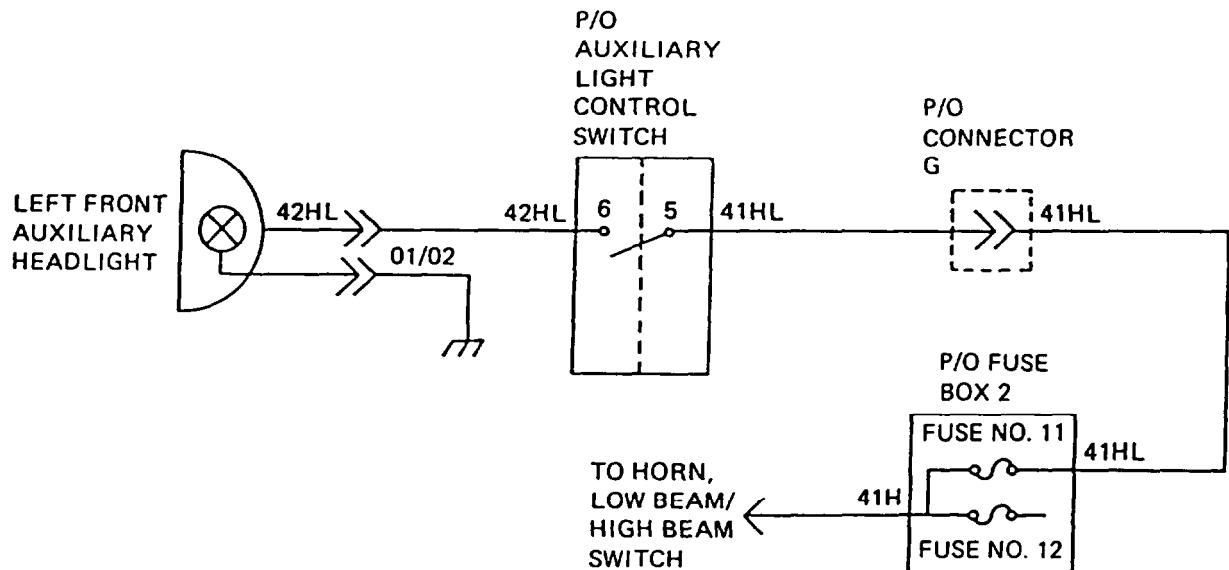 P/O
AUXILIARY
LIGHT
CONTROL
SWITCH
P/O
CONNECTOR
G
LEFT FRONT
AUXILIARY
HEADLIGHT
42HL
42HL
6
5
41HL
41HL
01/02
P/O FUSE
BOX 2
FUSE NO. 11
41HL
TO HORN,
LOW BEAM/
HIGH BEAM
SWITCH
41H
FUSE NO. 12